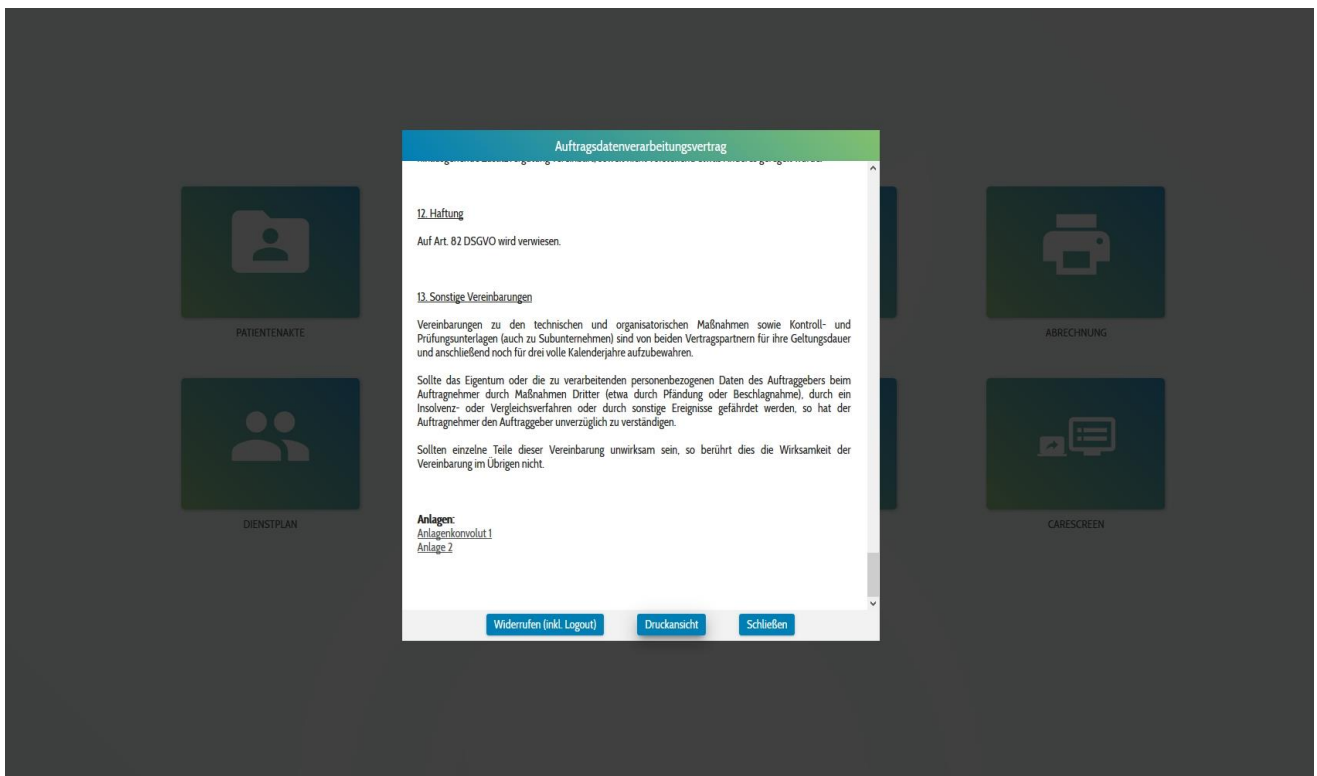 Auftragsdatenverarbeitungsvertrag
12. Haftung
Auf Art. 82 DSGVO wird verwiesen.
13. Sonstige Vereinbarungen
Vereinbarungen zu den technischen und organisatorischen Maßnahmen sowie Kontroll- und
Prüfungsunterlagen (auch zu Subunternehmen) sind von beiden Vertragspartnern für ihre Geltungsdauer
und anschließend noch für drei volle Kalenderjahre aufzubewahren.
Sollte das Eigentum oder die zu verarbeitenden personenbezogenen Daten des Auftraggebers beim
Auftragnehmer durch Maßnahmen Dritter (etwa durch Pfändung oder Beschlagnahme), durch ein
Insolvenz- oder Vergleichsverfahren oder durch sonstige Ereignisse gefährdet werden, so hat der
Auftragnehmer den Auftraggeber unverzüglich zu verständigen.
Sollten einzelne Teile dieser Vereinbarung unwirksam sein, so berührt dies die Wirksamkeit der
Vereinbarung im Übrigen nicht.
Anlagen:
Anlagenkonvolut 1
Anlage 2
Widerrufen (inkl. Logout) Druckansicht Schließen
PATIENTENAKTE ABRECHNUNG
DIENSTPLAN CARESCREEN